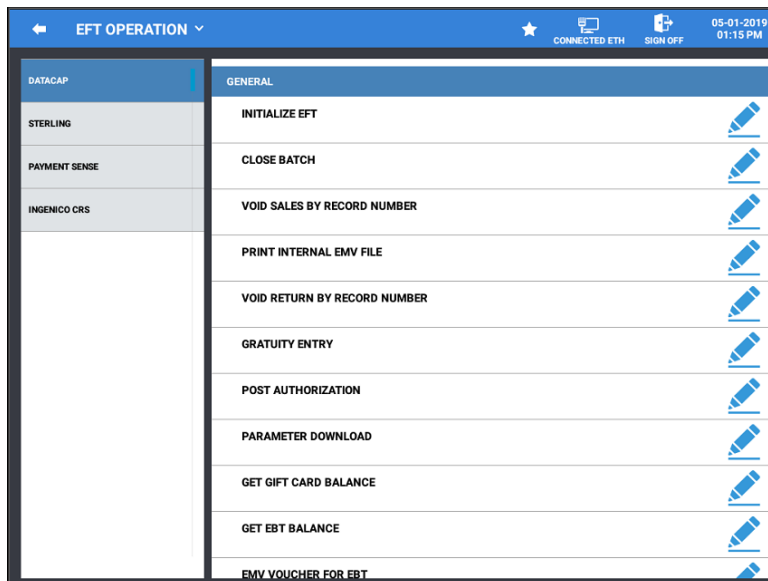 EFT OPERATION
CONNECTED ETH
SIGN OFF
05-01-2019
01:15 PM
DATACAP
STERLING
PAYMENT SENSE
INGENICO CRS
GENERAL
INITIALIZE EFT
CLOSE BATCH
VOID SALES BY RECORD NUMBER
PRINT INTERNAL EMV FILE
VOID RETURN BY RECORD NUMBER
GRATUITY ENTRY
POST AUTHORIZATION
PARAMETER DOWNLOAD
GET GIFT CARD BALANCE
GET EBT BALANCE
EMV VOUCHER FOR EBT